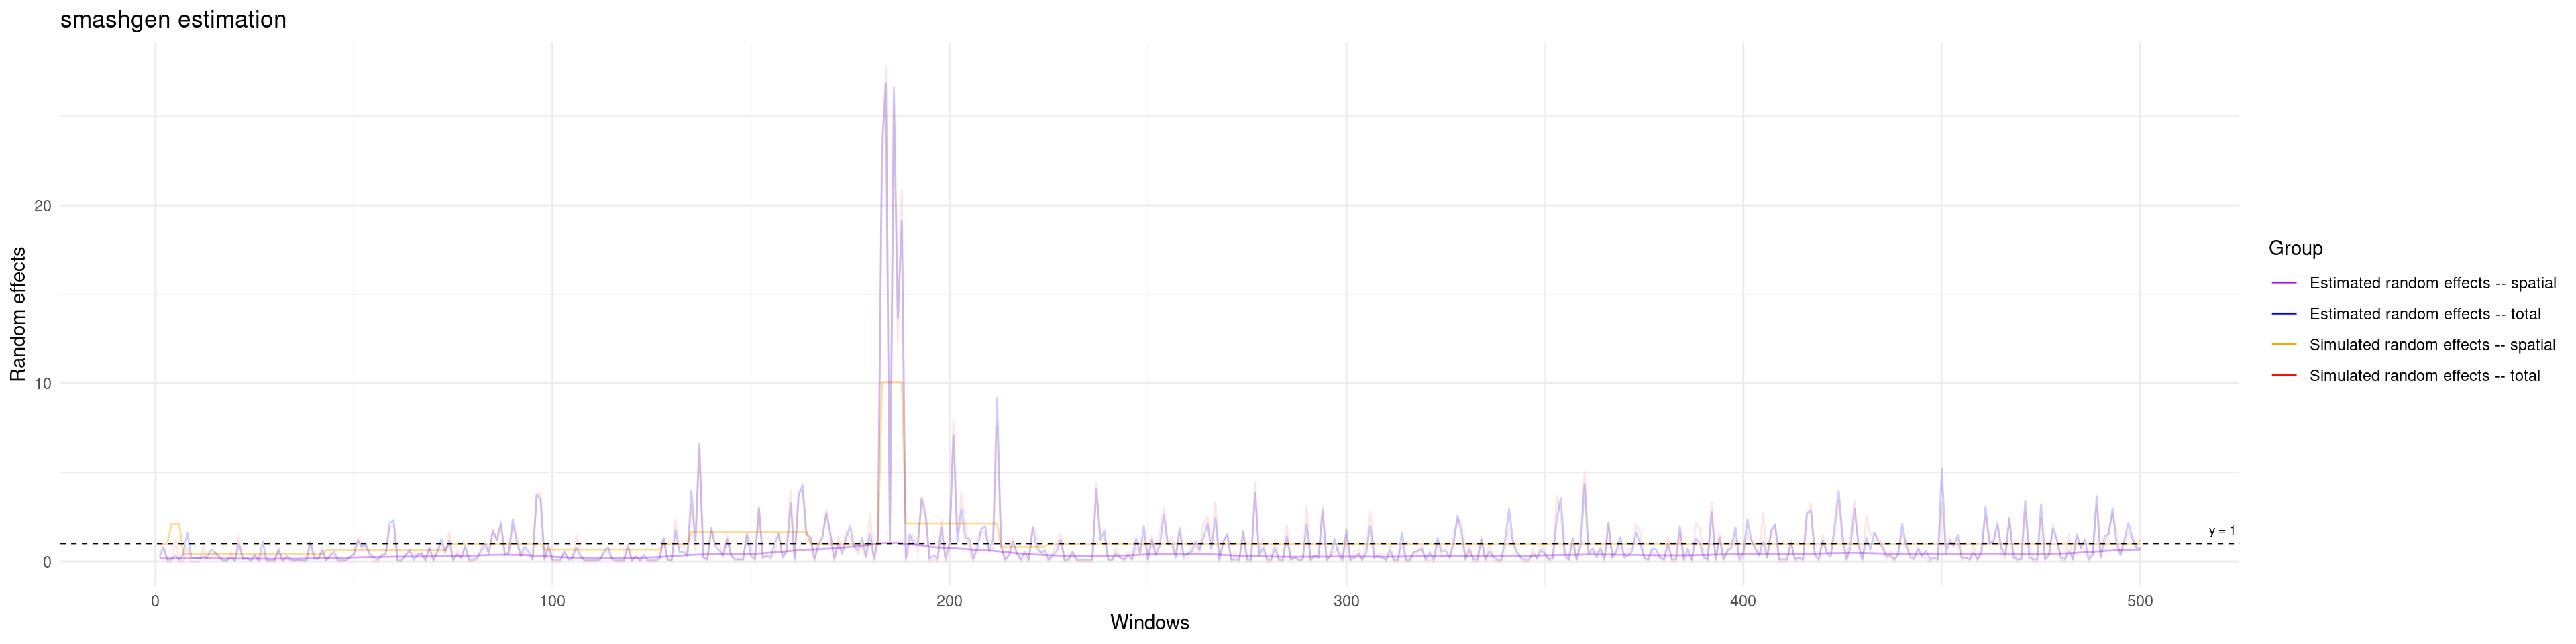 smashgen estimation
Random effects
20
10
0
y = 1
0
100
200
300
400
500
Windows
Group
Estimated random effects -- spatial
Estimated random effects -- total
Simulated random effects -- spatial
Simulated random effects -- total